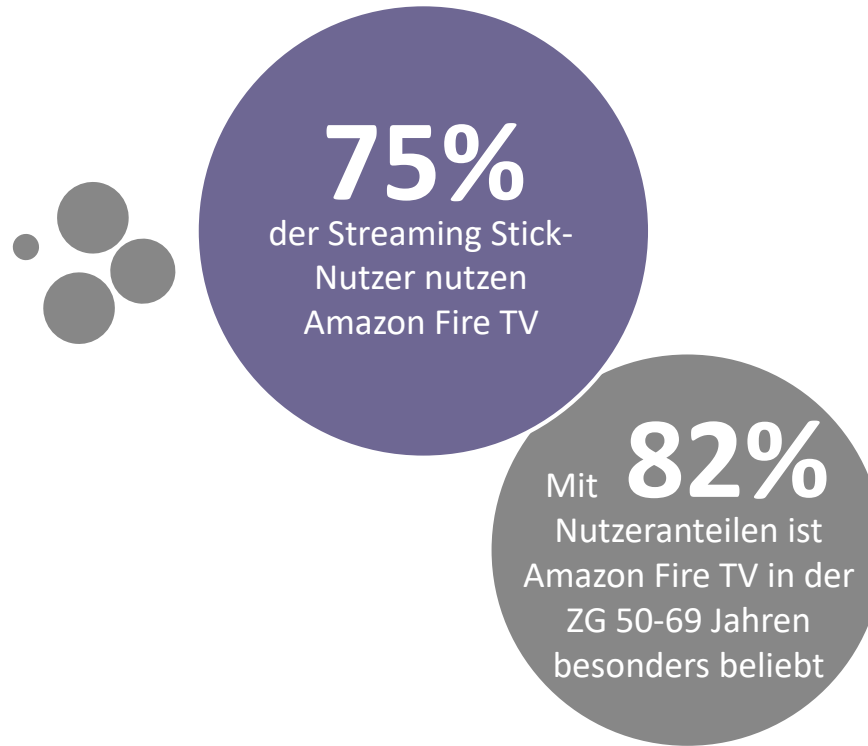 75%
der Streaming Stick-
Nutzer nutzen
Amazon Fire TV
Mit 82%
Nutzeranteilen ist
Amazon Fire TV in der
ZG 50-69 Jahren
besonders beliebt